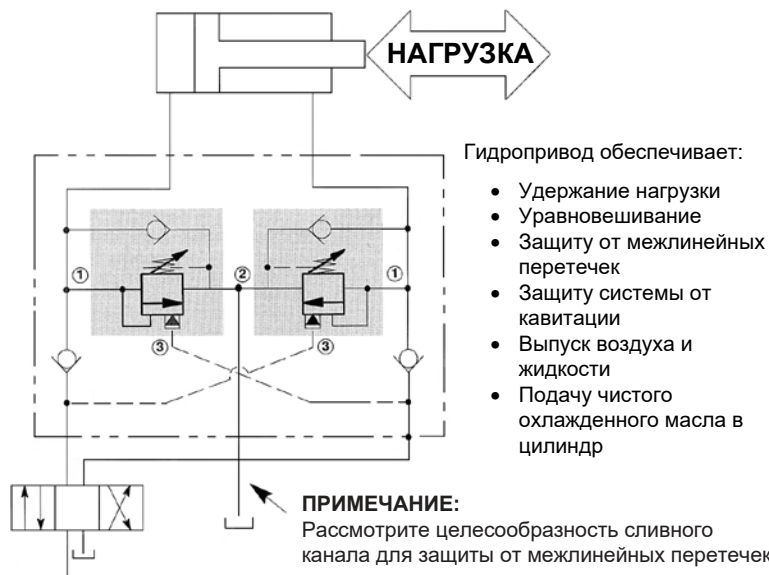 НАГРУЗКА
Гидропривод обеспечивает:
• Удержание нагрузки
• Уравновешивание
• Защиту от межлинейных
перетечек
• Защиту системы от
кавитации
• Выпуск воздуха и
жидкости
• Подачу чистого
охлажденного масла в
цилиндр
1
2
1
3
3
ПРИМЕЧАНИЕ:
Рассмотрите целесообразность сливного
канала для защиты от межлинейных перетечек